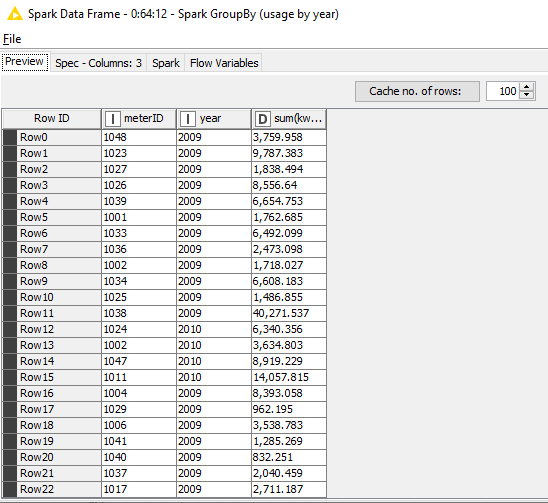 Spark Data Frame - 0:64:12 - Spark GroupBy (usage by year)
File
Preview Spec - Columns: 3 Spark Flow Variables
Cache no. of rows: 100
Row ID I meterID I year D sum(kw...
Row0 1048 2009 3,759.958
Row1 1023 2009 9,787.383
Row2 1027 2009 1,838.494
Row3 1026 2009 8,556.64
Row4 1039 2009 6,654.753
Row5 1001 2009 1,762.685
Row6 1033 2009 6,492.099
Row7 1036 2009 2,473.098
Row8 1002 2009 1,718.027
Row9 1034 2009 6,608.183
Row10 1025 2009 1,486.855
Row11 1038 2009 40,271.537
Row12 1024 2010 6,340.356
Row13 1002 2010 3,634.803
Row14 1047 2010 8,919.229
Row15 1011 2010 14,057.815
Row16 1004 2009 8,393.058
Row17 1029 2009 962.195
Row18 1006 2009 3,538.783
Row19 1041 2009 1,285.269
Row20 1040 2009 832.251
Row21 1037 2009 2,040.459
Row22 1017 2009 2,711.187